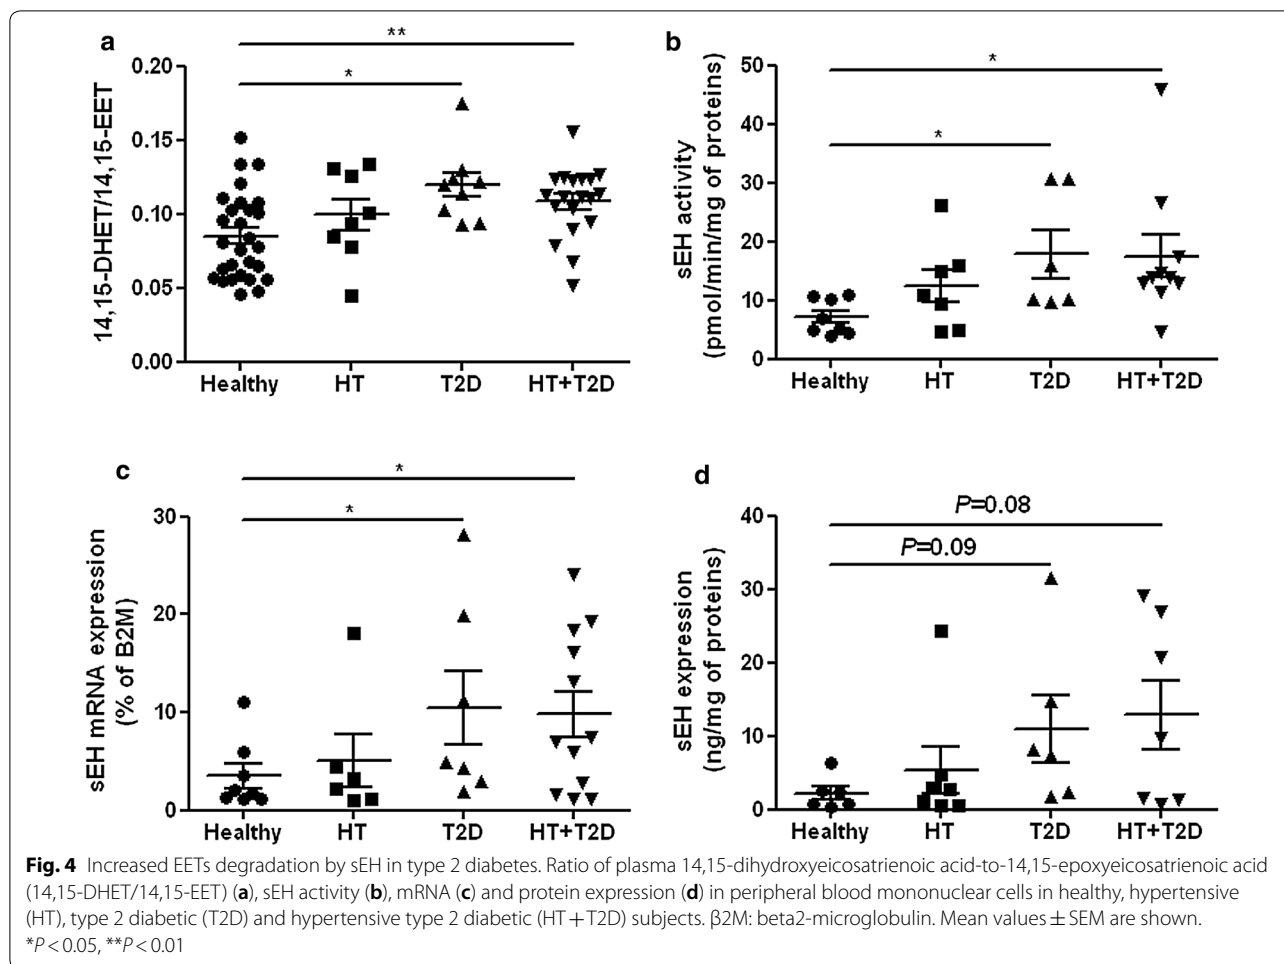 a
**
*
14,15-DHET/14,15-EET
0.20
0.15
0.10
0.05
0.00
Healthy HT T2D HT+T2D
b
*
*
sEH activity
(pmol/min/mg of proteins)
50
40
30
20
10
0
Healthy HT T2D HT+T2D
c
*
*
sEH mRNA expression
(% of B2M)
30
20
10
0
Healthy HT T2D HT+T2D
d
P=0.08
P=0.09
sEH expression
(ng/mg of proteins)
40
30
20
10
0
Healthy HT T2D HT+T2D
Fig. 4 Increased EETs degradation by sEH in type 2 diabetes. Ratio of plasma 14,15-dihydroxyeicosatrienoic acid-to-14,15-epoxyeicosatrienoic acid
(14,15-DHET/14,15-EET) (a), sEH activity (b), mRNA (c) and protein expression (d) in peripheral blood mononuclear cells in healthy, hypertensive
(HT), type 2 diabetic (T2D) and hypertensive type 2 diabetic (HT + T2D) subjects. β2M: beta2-microglobulin. Mean values ± SEM are shown.
*P < 0.05, **P < 0.01